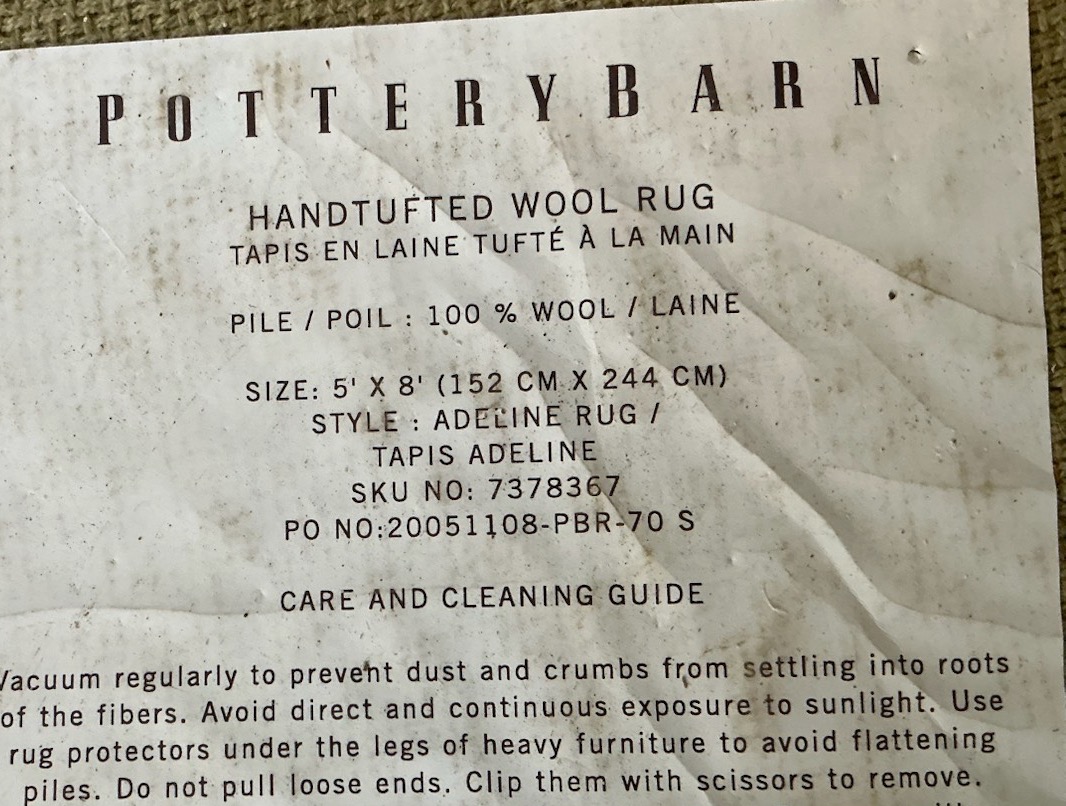 POTTERYBARN
HANDTUFTED WOOL RUG
TAPIS EN LAINE TUFTÉ À LA MAIN
PILE / POIL : 100 % WOOL / LAINE
SIZE: 5' X 8' (152 CM X 244 CM)
STYLE : ADELINE RUG /
TAPIS ADELINE
SKU NO: 7378367
PO NO:20051108-PBR-70 S
CARE AND CLEANING GUIDE
Vacuum regularly to prevent dust and crumbs from settling into roots
of the fibers. Avoid direct and continuous exposure to sunlight. Use
rug protectors under the legs of heavy furniture to avoid flattening
piles. Do not pull loose ends. Clip them with scissors to remove.